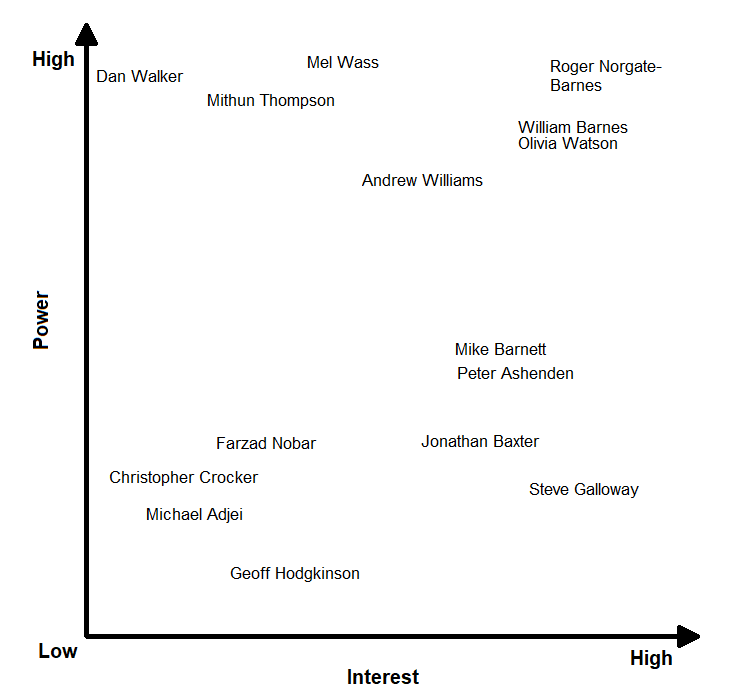 High
Mel Wass
Roger Norgate-
Barnes
Dan Walker
Mithun Thompson
William Barnes
Olivia Watson
Andrew Williams
Power
Mike Barnett
Peter Ashenden
Farzad Nobar
Jonathan Baxter
Christopher Crocker
Steve Galloway
Michael Adjei
Geoff Hodgkinson
Low
High
Interest